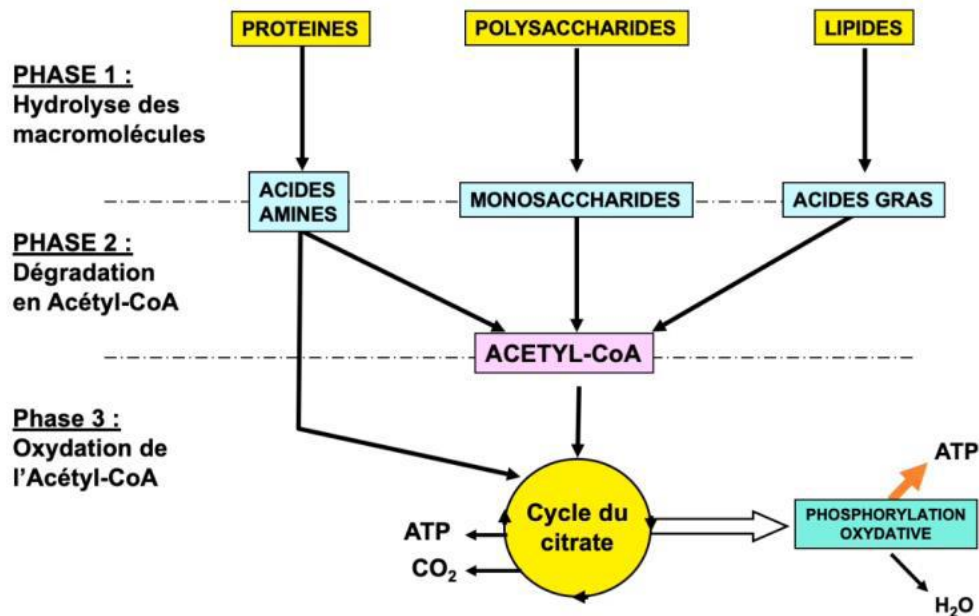 PROTEINES
POLYSACCHARIDES
LIPIDES
PHASE 1 :
Hydrolyse des
macromolécules
ACIDES
AMINES
MONOSACCHARIDES
ACIDES GRAS
PHASE 2 :
Dégradation
en Acétyl-CoA
ACETYL-CoA
Phase 3 :
Oxydation de
l’Acétyl-CoA
Cycle du
citrate
ATP
CO₂
ATP
PHOSPHORYLATION
OXYDATIVE
H₂O